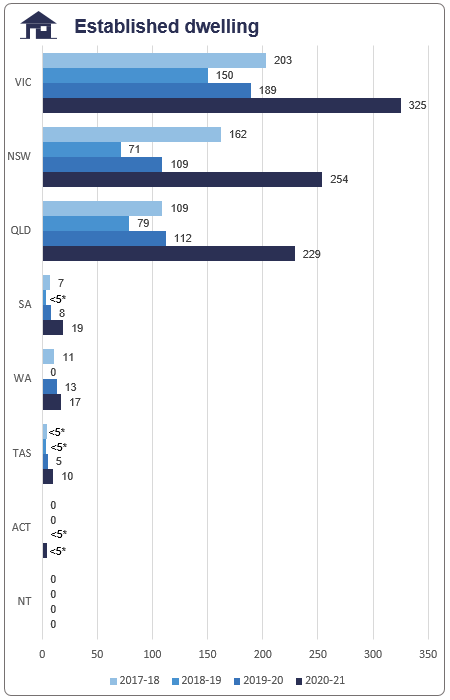 Established dwelling
VIC
203
150
189
325
NSW
162
71
109
254
QLD
109
79
112
229
SA
7
<5*
8
19
WA
11
0
13
17
TAS
<5*
<5*
5
10
ACT
0
0
<5*
<5*
NT
0
0
0
0
0 50 100 150 200 250 300 350
2017-18 2018-19 2019-20 2020-21